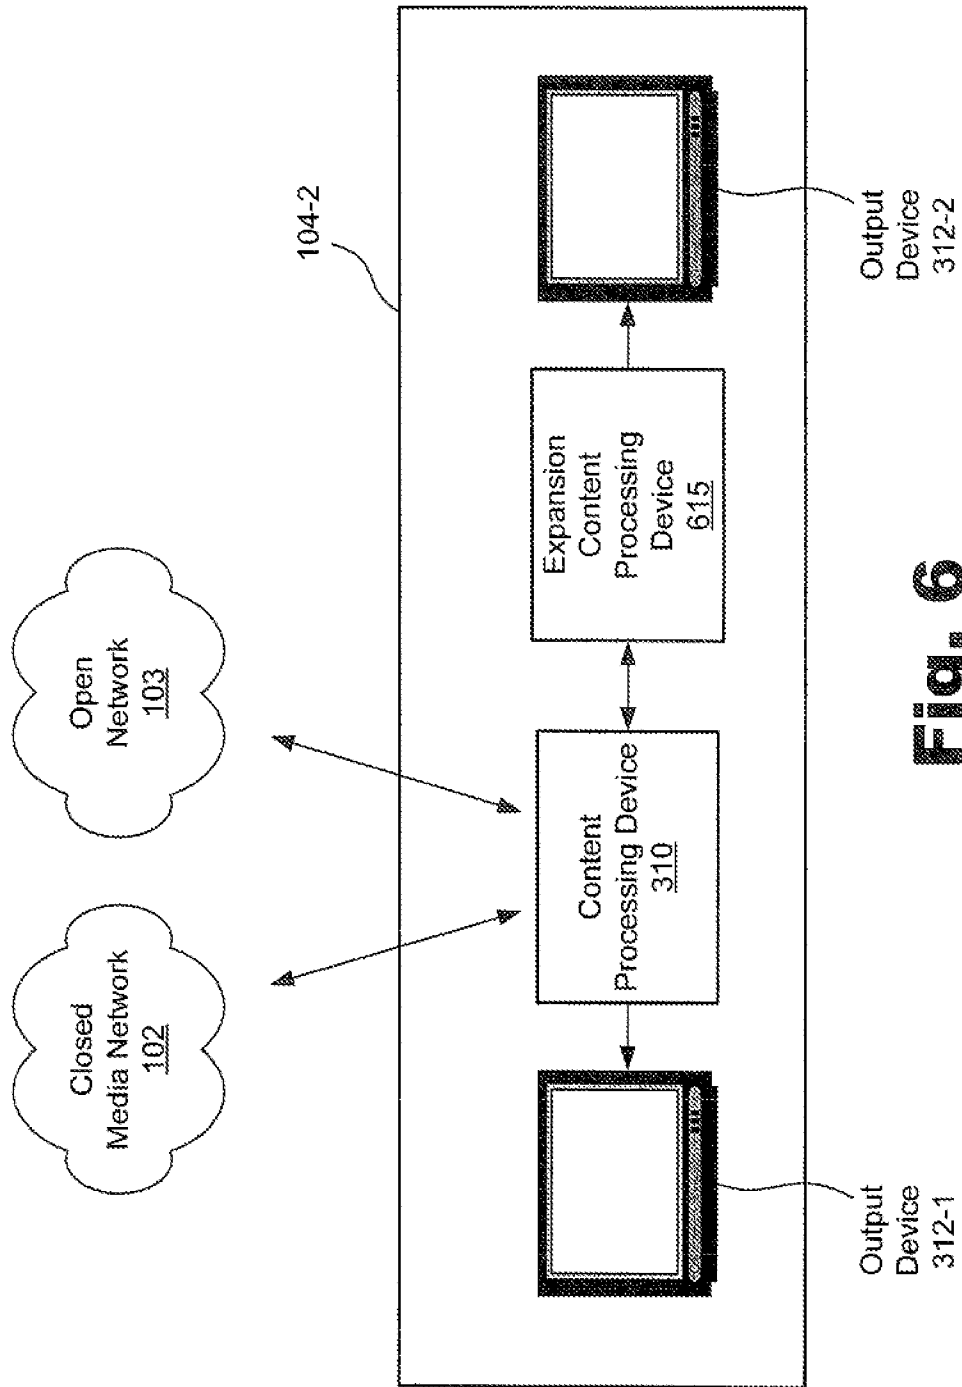 Closed
Media Network
102
Open
Network
103
104-2
Content
Processing Device
310
Expansion
Content
Processing
Device
615
Output
Device
312-1
Output
Device
312-2
Fig. 6